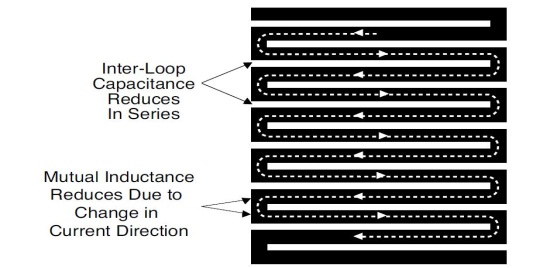 Inter-Loop
Capacitance
Reduces
In Series
Mutual Inductance
Reduces Due to
Change in
Current Direction